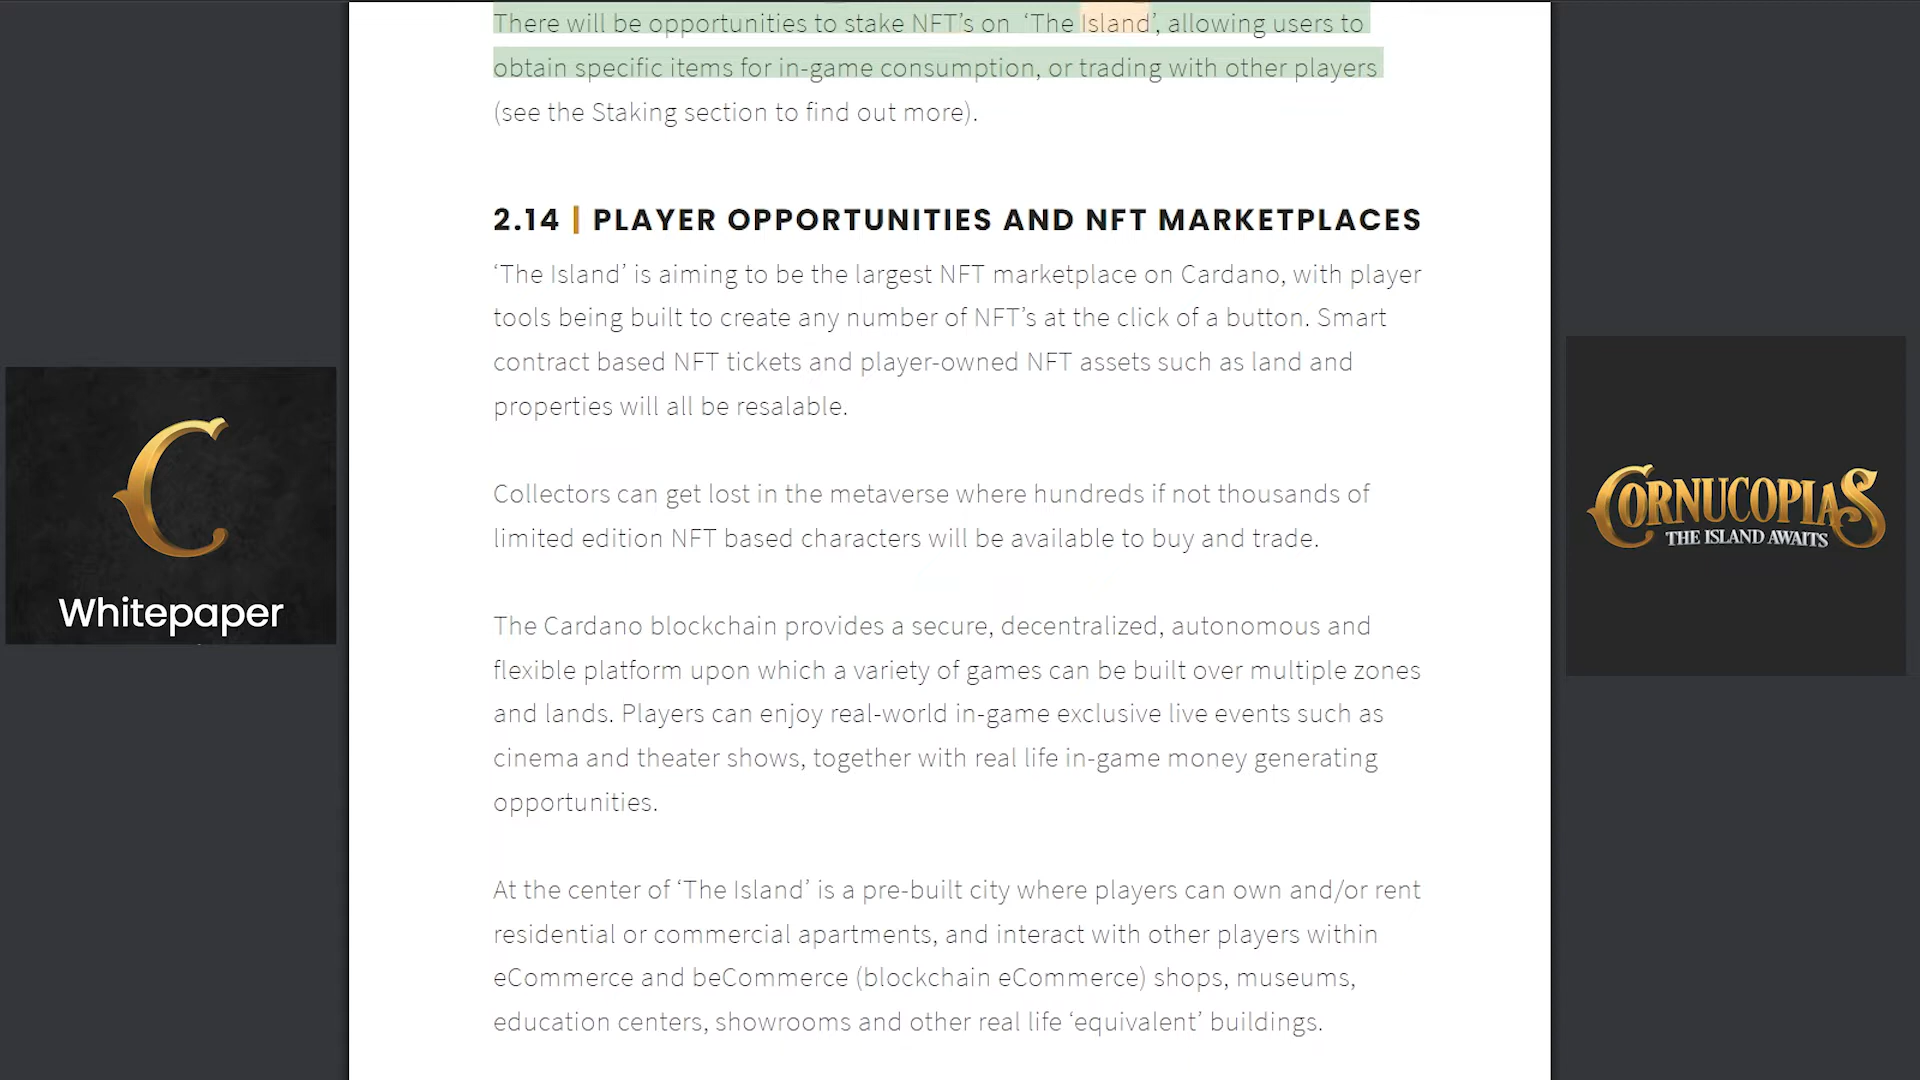 There will be opportunities to stake NFT’s on ‘The Island’, allowing users to
obtain specific items for in-game consumption, or trading with other players
(see the Staking section to find out more).
2.14 | PLAYER OPPORTUNITIES AND NFT MARKETPLACES
‘The Island’ is aiming to be the largest NFT marketplace on Cardano, with player
tools being built to create any number of NFT’s at the click of a button. Smart
contract based NFT tickets and player-owned NFT assets such as land and
properties will all be resalable.
Collectors can get lost in the metaverse where hundreds if not thousands of
limited edition NFT based characters will be available to buy and trade.
The Cardano blockchain provides a secure, decentralized, autonomous and
flexible platform upon which a variety of games can be built over multiple zones
and lands. Players can enjoy real-world in-game exclusive live events such as
cinema and theater shows, together with real life in-game money generating
opportunities.
At the center of ‘The Island’ is a pre-built city where players can own and/or rent
residential or commercial apartments, and interact with other players within
eCommerce and beCommerce (blockchain eCommerce) shops, museums,
education centers, showrooms and other real life ‘equivalent’ buildings.
C
Whitepaper
CORNUCOPIAS
THE ISLAND AWAITS